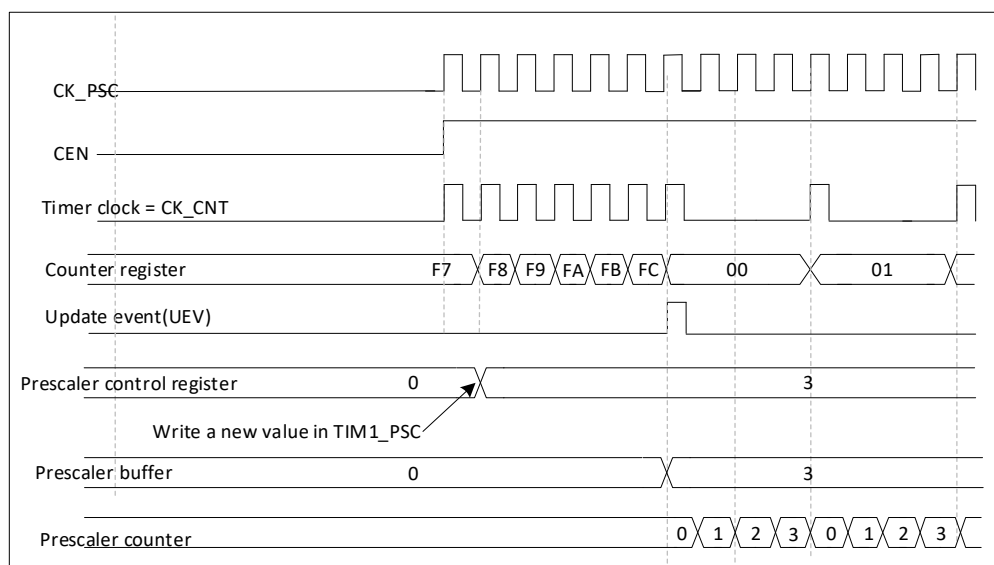 CK_PSC
CEN
Timer clock = CK_CNT
Counter register F7 F8 F9 FA FB FC 00 01
Update event(UEV)
Prescaler control register 0 3
Write a new value in TIM1_PSC
Prescaler buffer 0 3
Prescaler counter 0 1 2 3 0 1 2 3